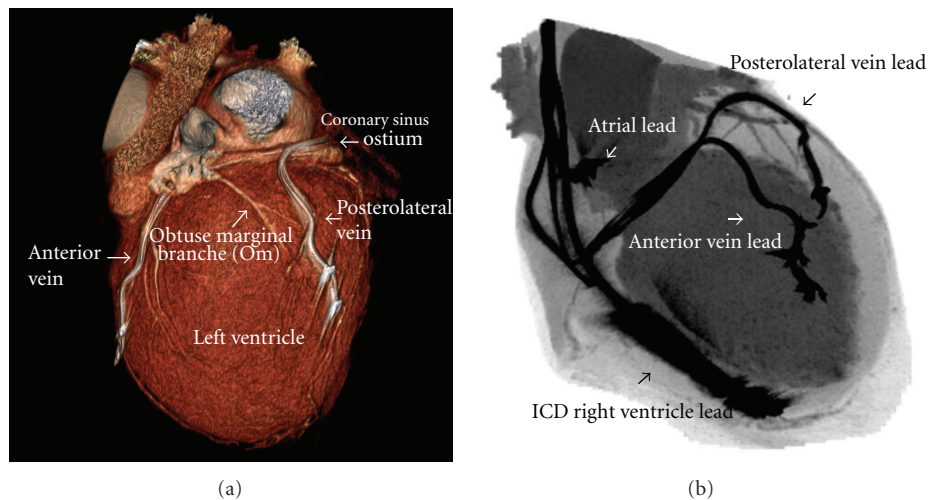 Coronary sinus
ostium
Posterolateral
vein
Obtuse marginal
branche (Om)
Anterior
vein
Left ventricle
(a)
Posterolateral vein lead
Atrial lead
Anterior vein lead
ICD right ventricle lead
(b)